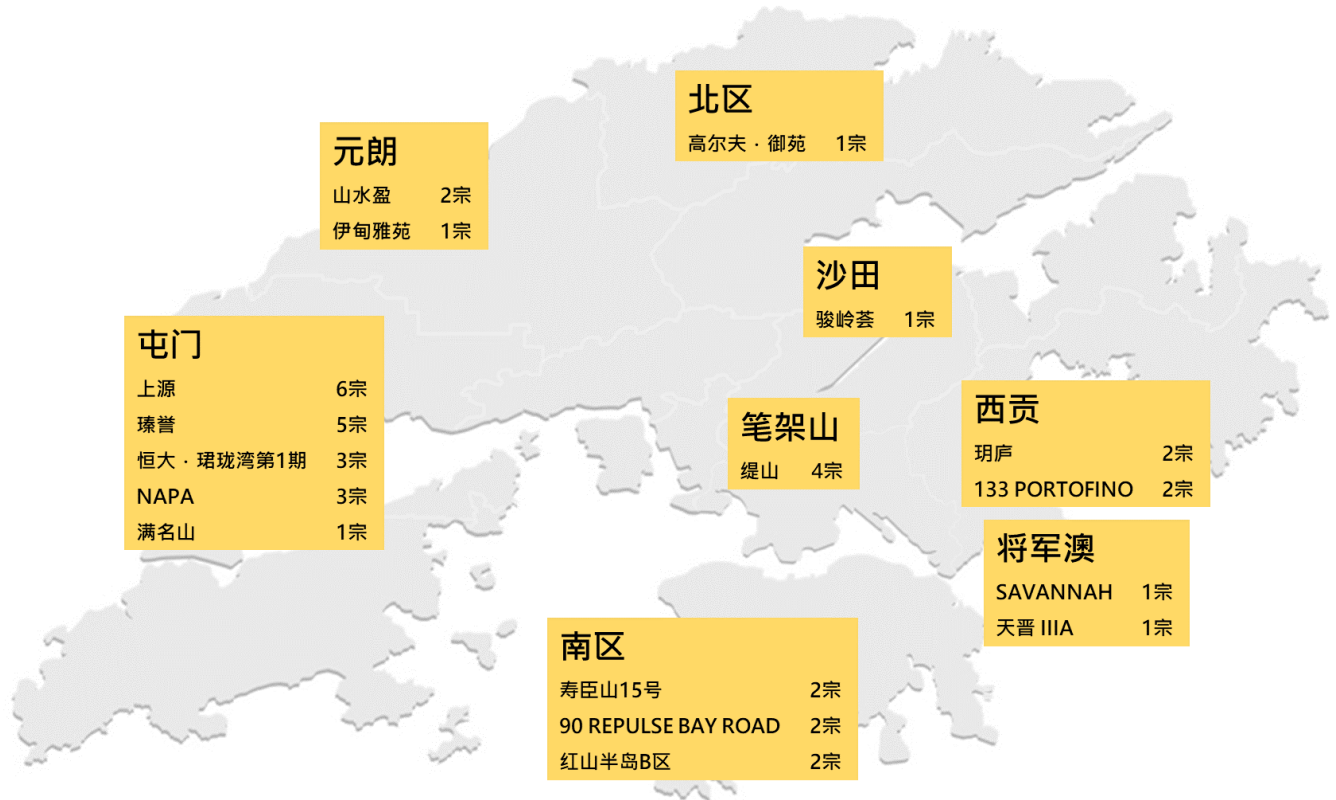 北区
高尔夫·御苑 1宗
元朗
山水盈 2宗
伊甸雅苑 1宗
沙田
骏岭荟 1宗
屯门
上源 6宗
瑧誉 5宗
恒大·珺珑湾第1期 3宗
NAPA 3宗
满名山 1宗
笔架山
缇山 4宗
西贡
玥庐 2宗
133 PORTOFINO 2宗
将军澳
SAVANNAH 1宗
天晋 IIIA 1宗
南区
寿臣山15号 2宗
90 REPULSE BAY ROAD 2宗
红山半岛B区 2宗